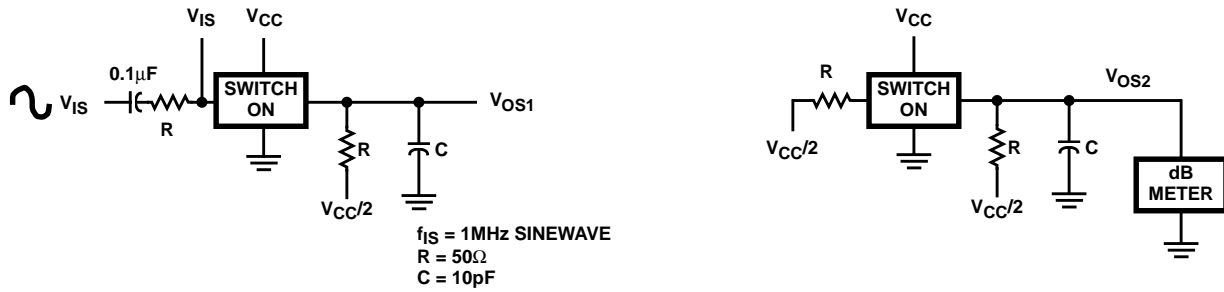 V_IS
V_CC
0.1μF
V_IS
SWITCH
ON
R
V_OS1
R
C
V_CC/2
f_IS = 1MHz SINEWAVE
R = 50Ω
C = 10pF
V_CC
R
SWITCH
ON
V_OS2
V_CC/2
R
C
V_CC/2
dB
METER